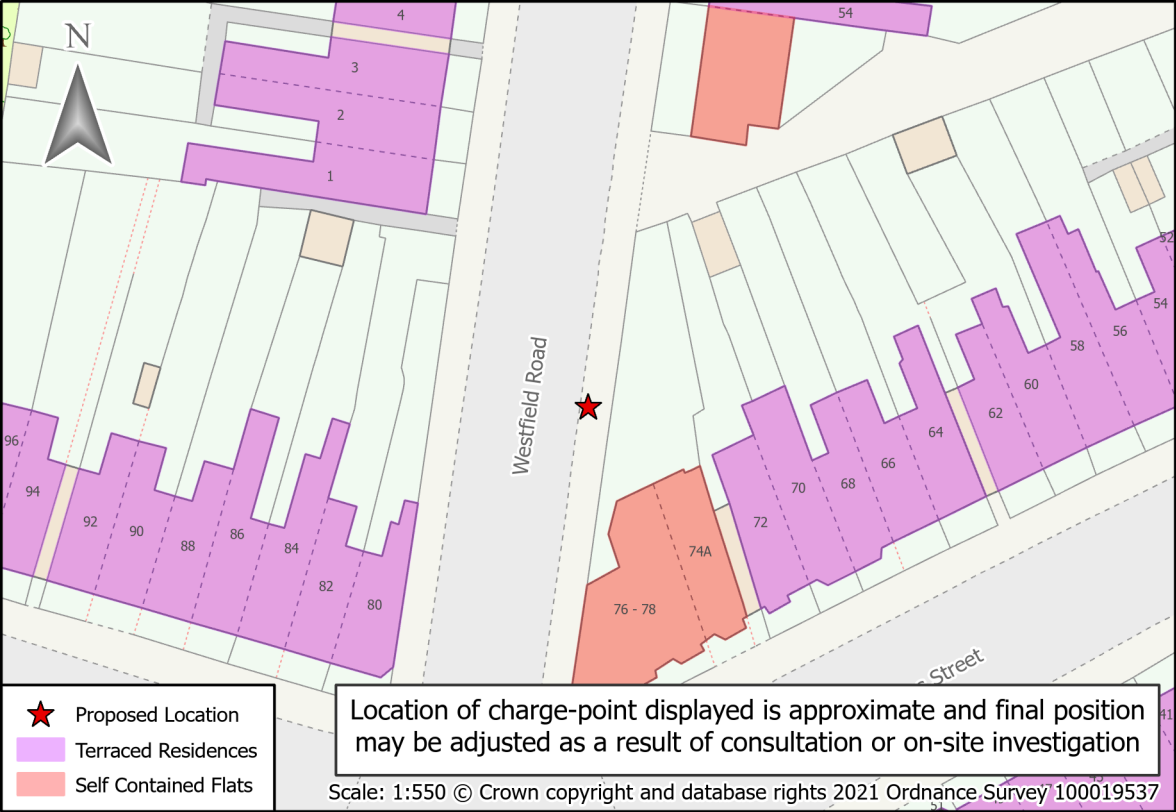 N
4
54
3
2
1
Westfield Road
52
54
56
58
60
62
64
66
68
70
72
74A
76 - 78
96
94
92
90
88
86
84
82
80
Street
41
51
Proposed Location
Terraced Residences
Self Contained Flats
Location of charge-point displayed is approximate and final position
may be adjusted as a result of consultation or on-site investigation
Scale: 1:550 © Crown copyright and database rights 2021 Ordnance Survey 100019537